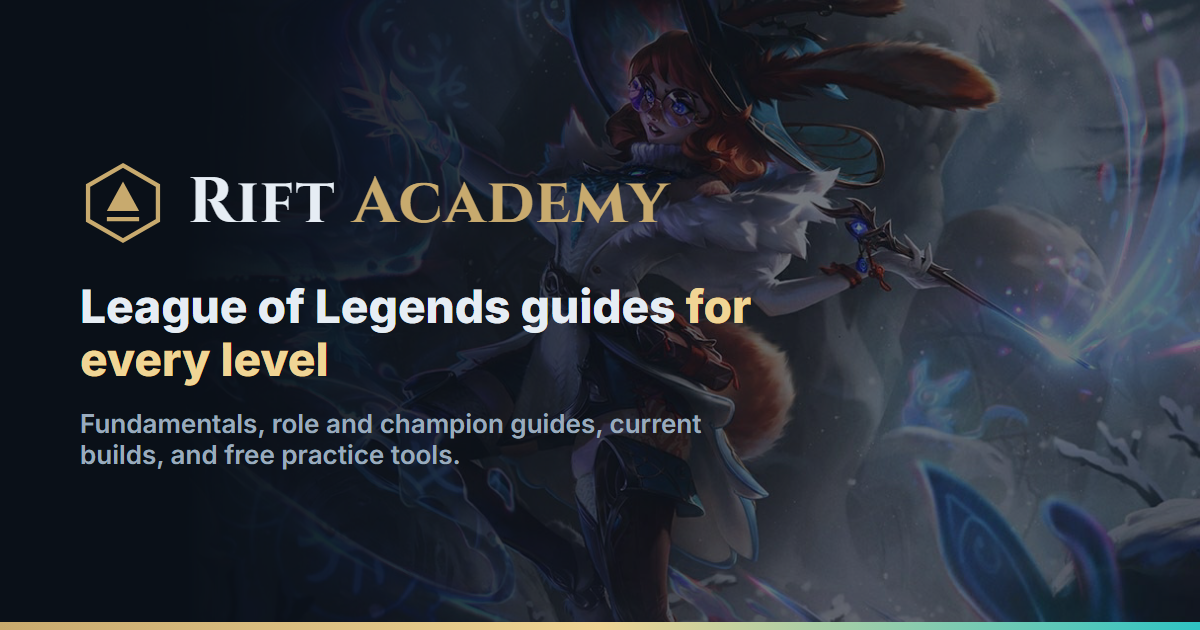 Rift Academy
League of Legends guides for
every level
Fundamentals, role and champion guides, current
builds, and free practice tools.